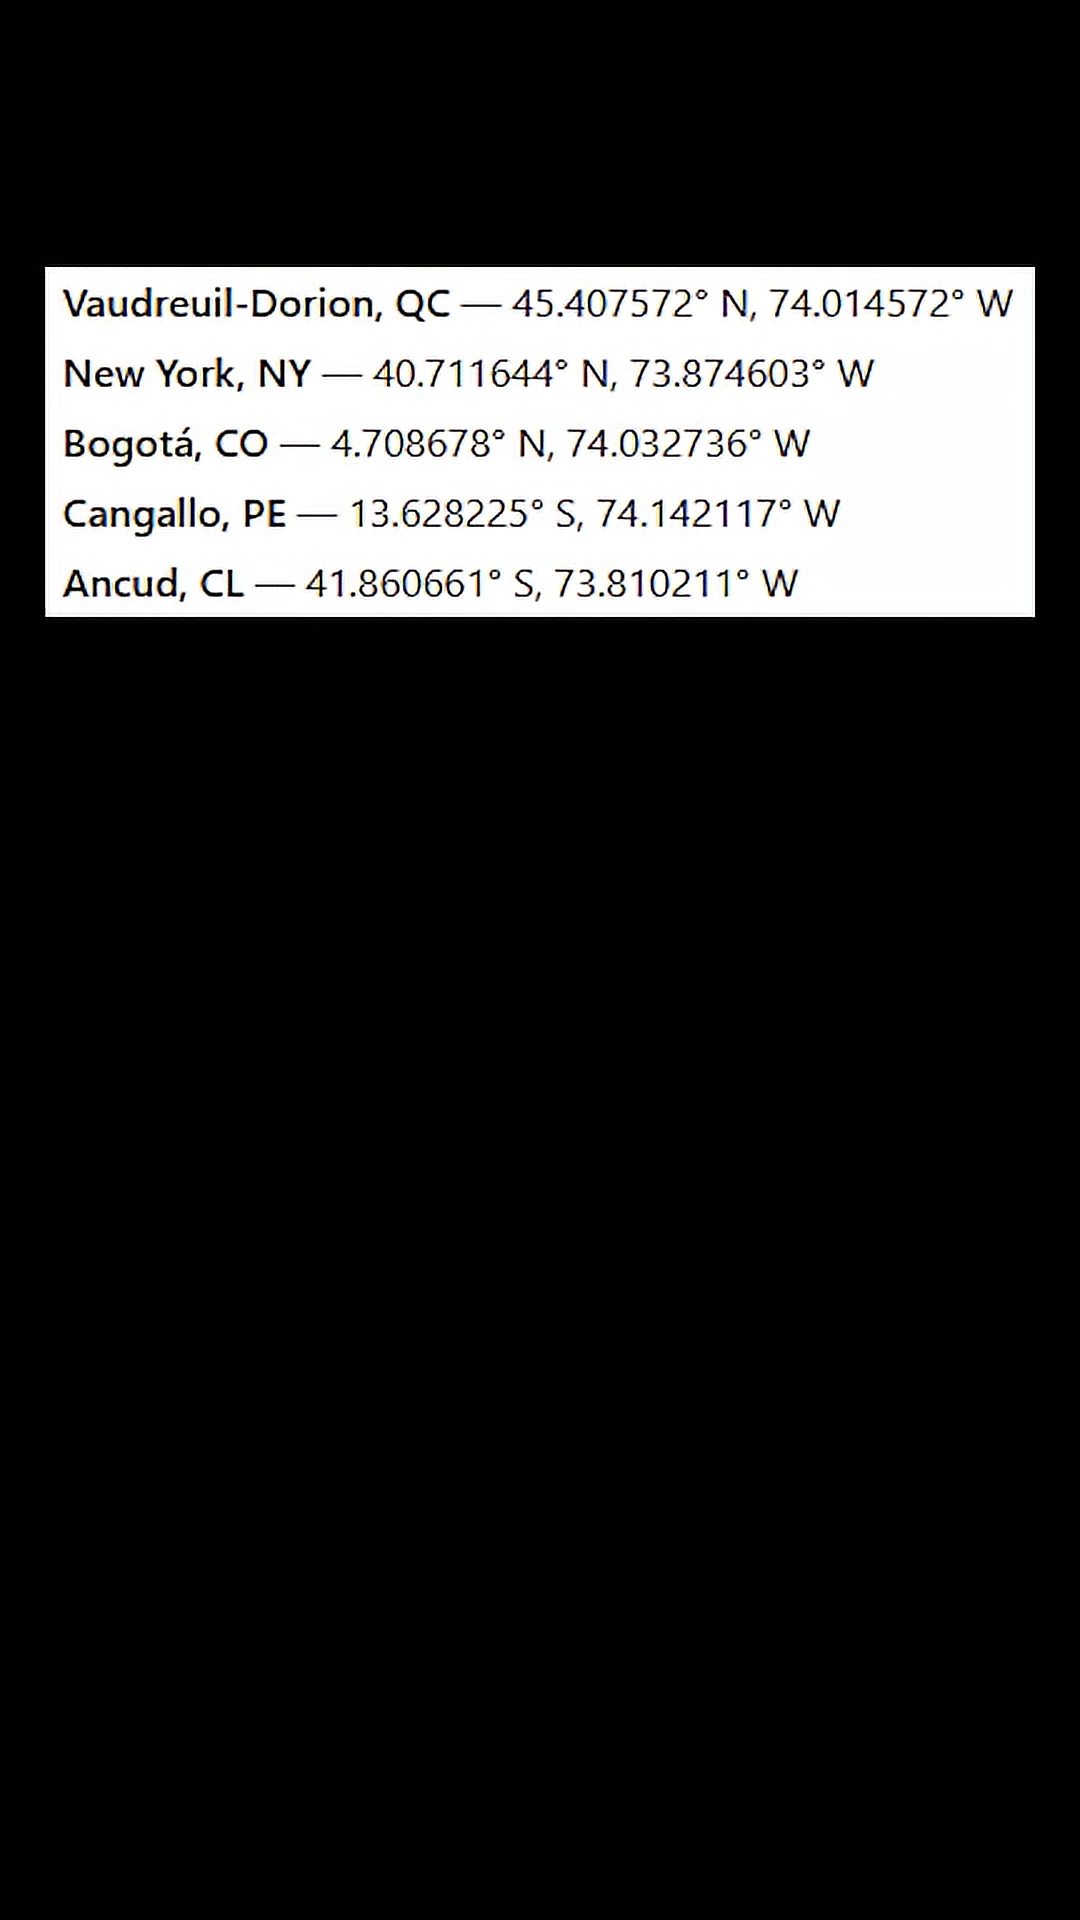 Vaudreuil-Dorion, QC — 45.407572° N, 74.014572° W
New York, NY — 40.711644° N, 73.874603° W
Bogotá, CO — 4.708678° N, 74.032736° W
Cangallo, PE — 13.628225° S, 74.142117° W
Ancud, CL — 41.860661° S, 73.810211° W